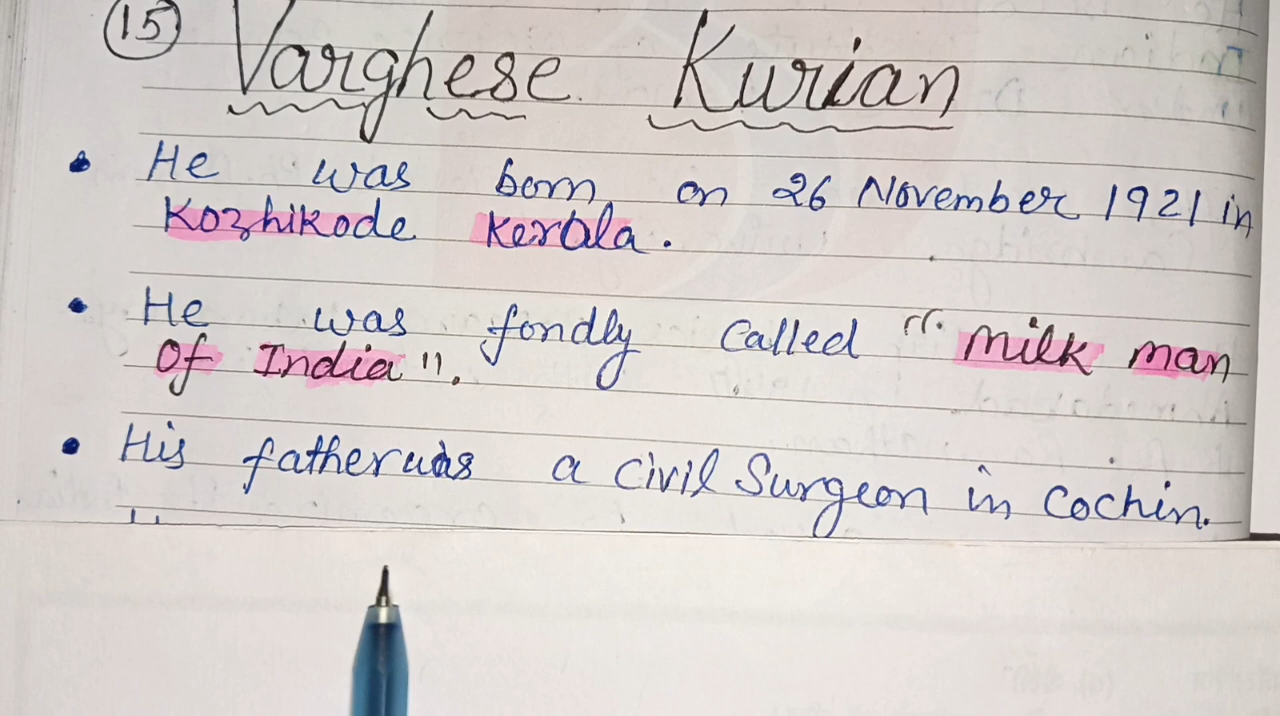 15 Varghese Kurian
• He was born on 26 November 1921 in
Kozhikode Kerala.
• He was fondly called "milk man
Of India".
• His father was a civil Surgeon in Cochin.